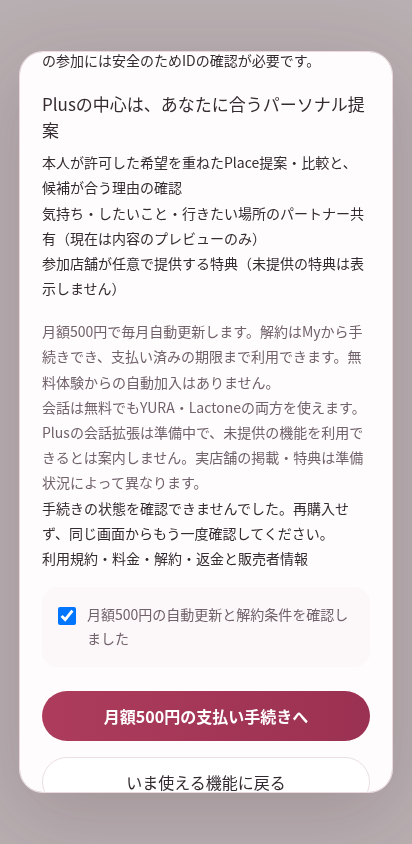 の参加には安全のためIDの確認が必要です。
Plusの中心は、あなたに合うパーソナル提
案
本人が許可した希望を重ねたPlace提案・比較と、
候補が合う理由の確認
気持ち・したいこと・行きたい場所のパートナー共
有（現在は内容のプレビューのみ）
参加店舗が任意で提供する特典（未提供の特典は表
示しません）
月額500円で毎月自動更新します。解約はMyから手
続きでき、支払い済みの期限まで利用できます。無
料体験からの自動加入はありません。
会話は無料でもYURA・Lactoneの両方を使えます。
Plusの会話拡張は準備中で、未提供の機能を利用で
きるとは案内しません。実店舗の掲載・特典は準備
状況によって異なります。
手続きの状態を確認できませんでした。再購入せ
ず、同じ画面からもう一度確認してください。
利用規約・料金・解約・返金と販売者情報
月額500円の自動更新と解約条件を確認し
ました
月額500円の支払い手続きへ
いま使える機能に戻る